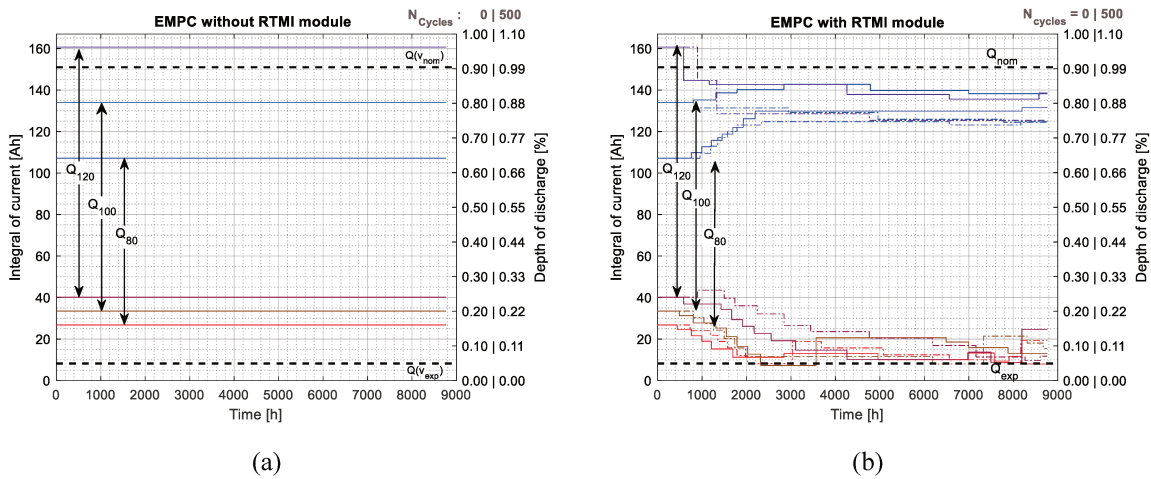 EMPC without RTMI module
N_Cycles : 0 | 500
160
140
120
100
80
60
40
20
0
Integral of current [Ah]
0 1000 2000 3000 4000 5000 6000 7000 8000 9000
Time [h]
1.00 | 1.10
0.90 | 0.99
0.80 | 0.88
0.70 | 0.77
0.60 | 0.66
0.50 | 0.55
0.40 | 0.44
0.30 | 0.33
0.20 | 0.22
0.10 | 0.11
0.00 | 0.00
Depth of discharge [%]
Q(v_nom)
Q_120
Q_100
Q_80
Q(v_exp)
(a)
EMPC with RTMI module
N_Cycles = 0 | 500
160
140
120
100
80
60
40
20
0
Integral of current [Ah]
0 1000 2000 3000 4000 5000 6000 7000 8000 9000
Time [h]
1.00 |1.10
0.90 | 0.99
0.80 | 0.88
0.70 | 0.77
0.60 | 0.66
0.50 | 0.55
0.40 | 0.44
0.30 | 0.33
0.20 | 0.22
0.10 | 0.11
0.00 | 0.00
Depth of discharge [%]
Q_nom
Q_120
Q_100
Q_80
Q_exp
(b)